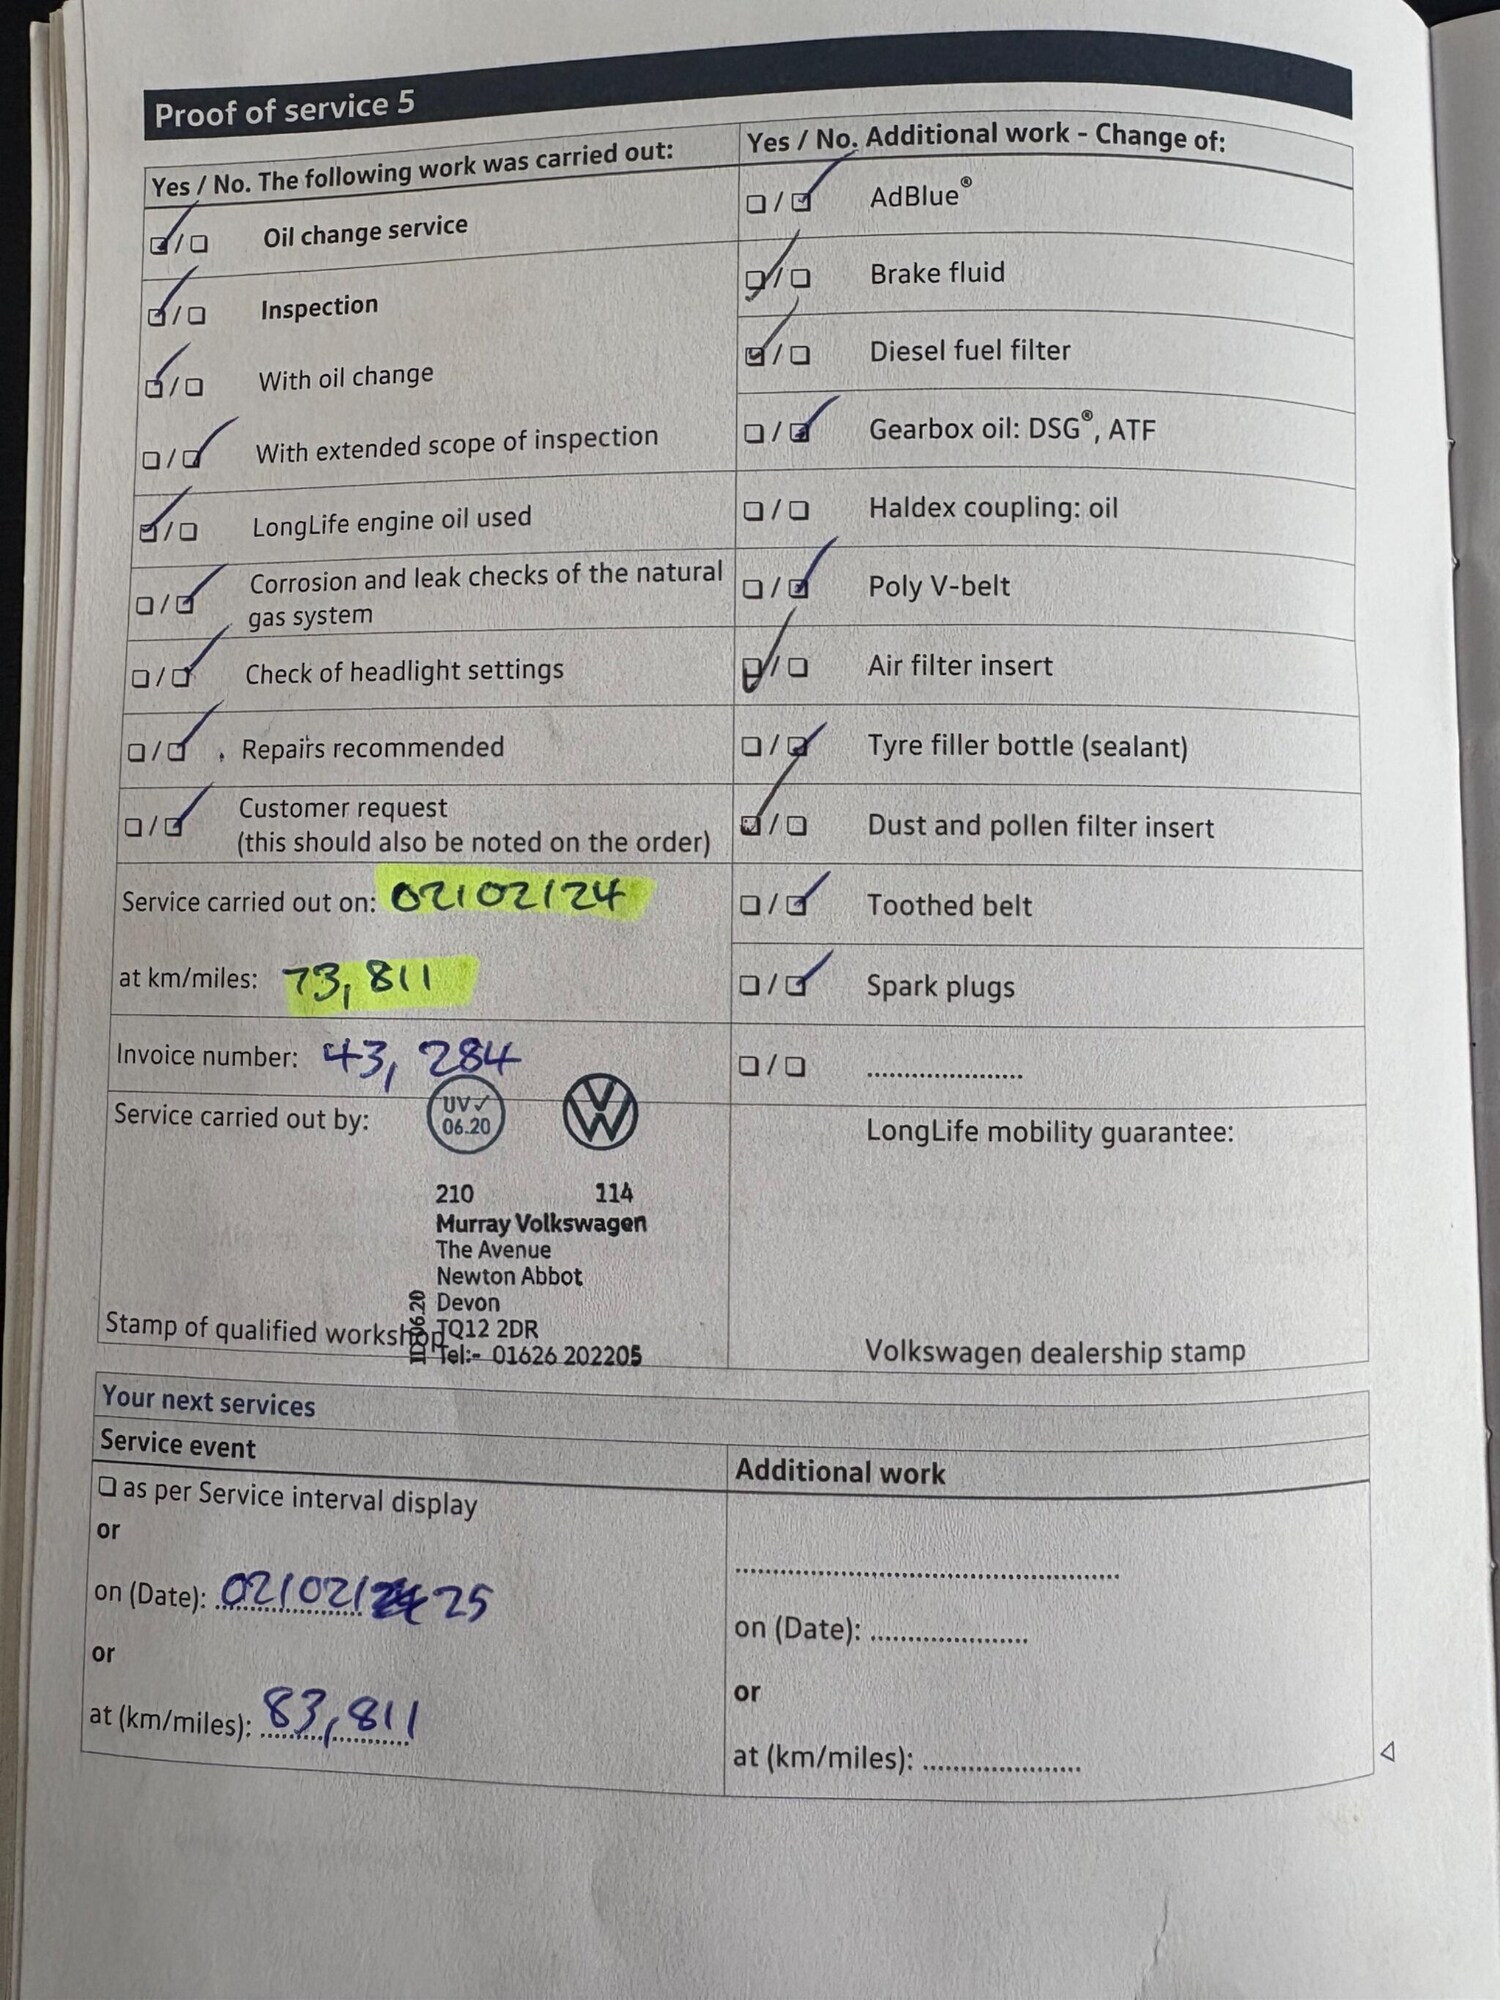 Proof of service 5
Yes / No. The following work was carried out:
Oil change service
Inspection
With oil change
With extended scope of inspection
LongLife engine oil used
Corrosion and leak checks of the natural
gas system
Check of headlight settings
Repairs recommended
Customer request
(this should also be noted on the order)
Service carried out on: 02/02/24
at km/miles: 73,811
Invoice number: 43,284
Service carried out by:
UV✓
06.20
VW
210 114
Murray Volkswagen
The Avenue
Newton Abbot
Devon
TQ12 2DR
Tel:- 01626 202205
Stamp of qualified workshop
Yes / No. Additional work - Change of:
AdBlue®
Brake fluid
Diesel fuel filter
Gearbox oil: DSG®, ATF
Haldex coupling: oil
Poly V-belt
Air filter insert
Tyre filler bottle (sealant)
Dust and pollen filter insert
Toothed belt
Spark plugs
LongLife mobility guarantee:
Volkswagen dealership stamp
Your next services
Service event
as per Service interval display
or
on (Date): 02/02/ 25
or
at (km/miles): 83,811
Additional work
on (Date):
or
at (km/miles):